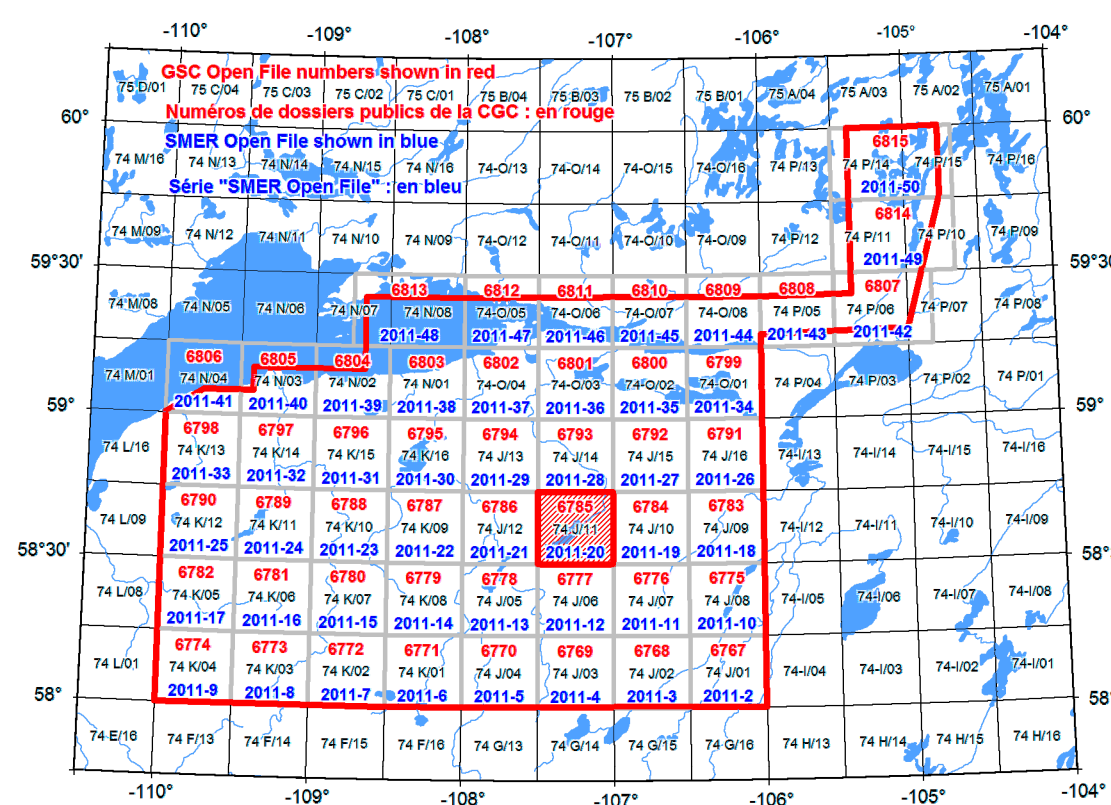 -110° -109° -108° -107° -106° -105° -104°
GSC Open File numbers shown in red
75 D/01 75 C/04 75 C/03 75 C/02 75 C/01 75 B/04 75 B/03 75 B/02 75 B/01 75 A/04 75 A/03 75 A/02 75 A/01
Numéros de dossiers publics de la CGC : en rouge
60° 60°
SMER Open File shown in blue
6815
74 M/16 74 N/13 74 N/14 74 N/15 74 N/16 74-O/13 74-O/14 74-O/15 74-O/16 74 P/13 74 P/14 74 P/15 74 P/16
Série "SMER Open File" : en bleu
2011-50
6814
74 M/09 74 N/12 74 N/11 74 N/10 74 N/09 74-O/12 74-O/11 74-O/10 74-O/09 74 P/12 74 P/11 74 P/10 74 P/09
2011-49
59°30' 59°30'
6813 6812 6811 6810 6809 6808 6807
74 M/08 74 N/05 74 N/06 74 N/07 74 N/08 74-O/05 74-O/06 74-O/07 74-O/08 74 P/05 74 P/06 74 P/07 74 P/08
2011-48 2011-47 2011-46 2011-45 2011-44 2011-43 2011-42
6806 6805 6804 6803 6802 6801 6800 6799
74 M/01 74 N/04 74 N/03 74 N/02 74 N/01 74-O/04 74-O/03 74-O/02 74-O/01 74 P/04 74 P/03 74 P/02 74 P/01
2011-41 2011-40 2011-39 2011-38 2011-37 2011-36 2011-35 2011-34
59° 59°
6798 6797 6796 6795 6794 6793 6792 6791
74 L/16 74 K/13 74 K/14 74 K/15 74 K/16 74 J/13 74 J/14 74 J/15 74 J/16 74-I/13 74-I/14 74-I/15 74-I/16
2011-33 2011-32 2011-31 2011-30 2011-29 2011-28 2011-27 2011-26
6790 6789 6788 6787 6786 6785 6784 6783
74 L/09 74 K/12 74 K/11 74 K/10 74 K/09 74 J/12 74 J/11 74 J/10 74 J/09 74-I/12 74-I/11 74-I/10 74-I/09
2011-25 2011-24 2011-23 2011-22 2011-21 2011-20 2011-19 2011-18
58°30' 58°
6782 6781 6780 6779 6778 6777 6776 6775
74 L/08 74 K/05 74 K/06 74 K/07 74 K/08 74 J/05 74 J/06 74 J/07 74 J/08 74-I/05 74-I/06 74-I/07 74-I/08
2011-17 2011-16 2011-15 2011-14 2011-13 2011-12 2011-11 2011-10
6774 6773 6772 6771 6770 6769 6768 6767
74 L/01 74 K/04 74 K/03 74 K/02 74 K/01 74 J/04 74 J/03 74 J/02 74 J/01 74-I/04 74-I/03 74-I/02 74-I/01
2011-9 2011-8 2011-7 2011-6 2011-5 2011-4 2011-3 2011-2
58° 58°
74 E/16 74 F/13 74 F/14 74 F/15 74 F/16 74 G/13 74 G/14 74 G/15 74 G/16 74 H/13 74 H/14 74 H/15 74 H/16
-110° -109° -108° -107° -106° -105° -104°